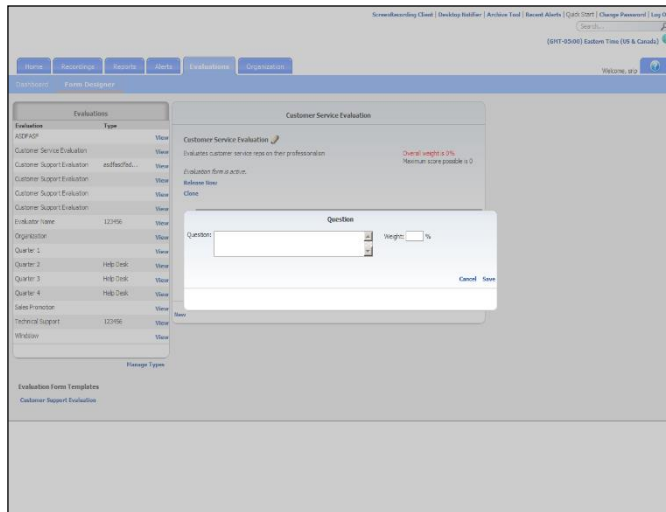 ScreenRecording Client | Desktop Notifier | Archive Tool | Recent Alerts | Quick Start | Change Password | Log O
Search...
(GMT-05:00) Eastern Time (US & Canada)
Home Recordings Reports Alerts Evaluations Organization
Welcome, srp
Dashboard Form Designer
Evaluations
Evaluation Type
ASDFASF View
Customer Service Evaluation View
Customer Support Evaluation View
Customer Support Evaluation View
Customer Support Evaluation View
Customer Support Evaluation View
Evaluator Name 123456 View
Organization View
Quarter 1 View
Quarter 2 Help Desk View
Quarter 3 Help Desk View
Quarter 4 Help Desk View
Sales Promotion View
Technical Support 123456 View
Windslow View
Manage Types
Evaluation Form Templates
Customer Support Evaluation
Customer Service Evaluation
Customer Service Evaluation
Evaluates customer service reps on their professionalism
Overall weight is 0%
Maximum score possible is 0
Evaluation form is active.
Release Now
Close
Question
Question: Weight: %
Cancel Save
New